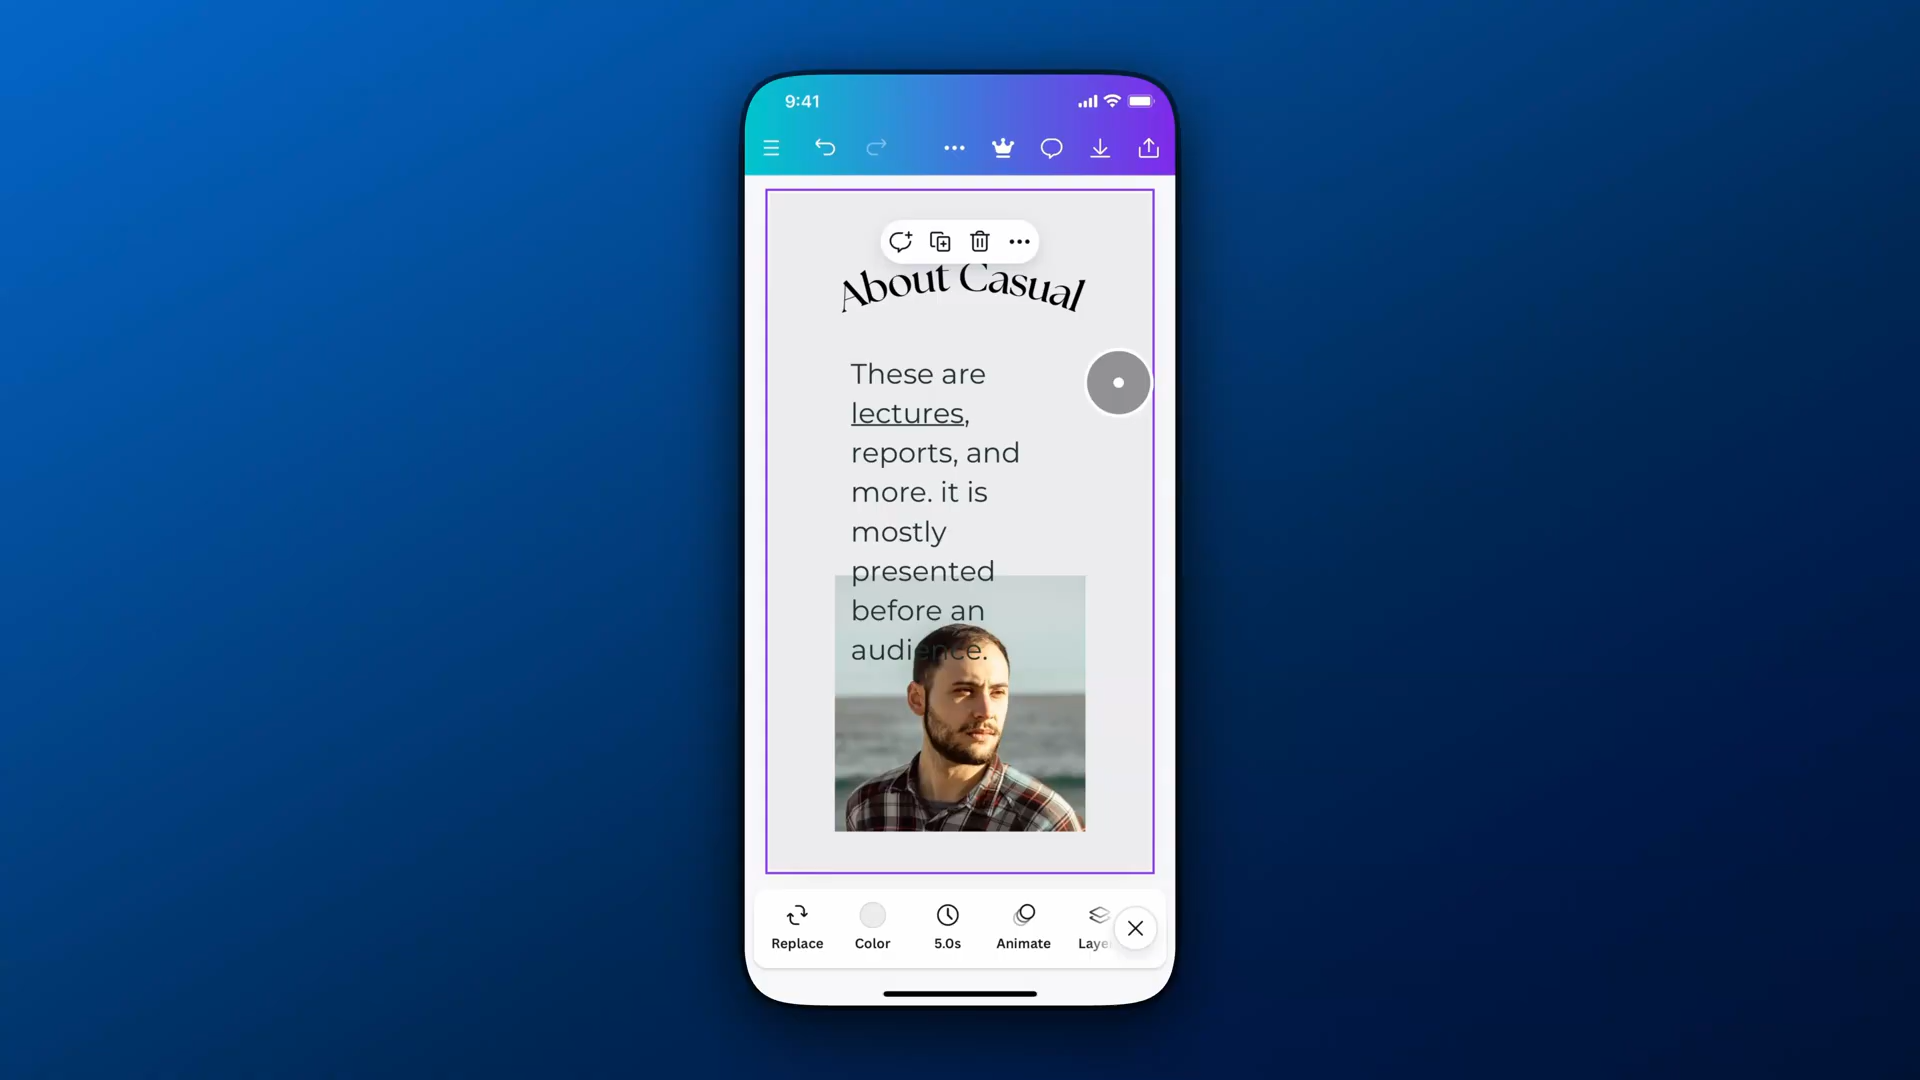 9:41
About Casual
These are
lectures,
reports, and
more. it is
mostly
presented
before an
audience.
Replace
Color
5.0s
Animate